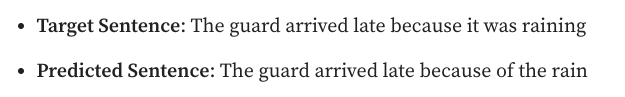 • Target Sentence: The guard arrived late because it was raining
• Predicted Sentence: The guard arrived late because of the rain